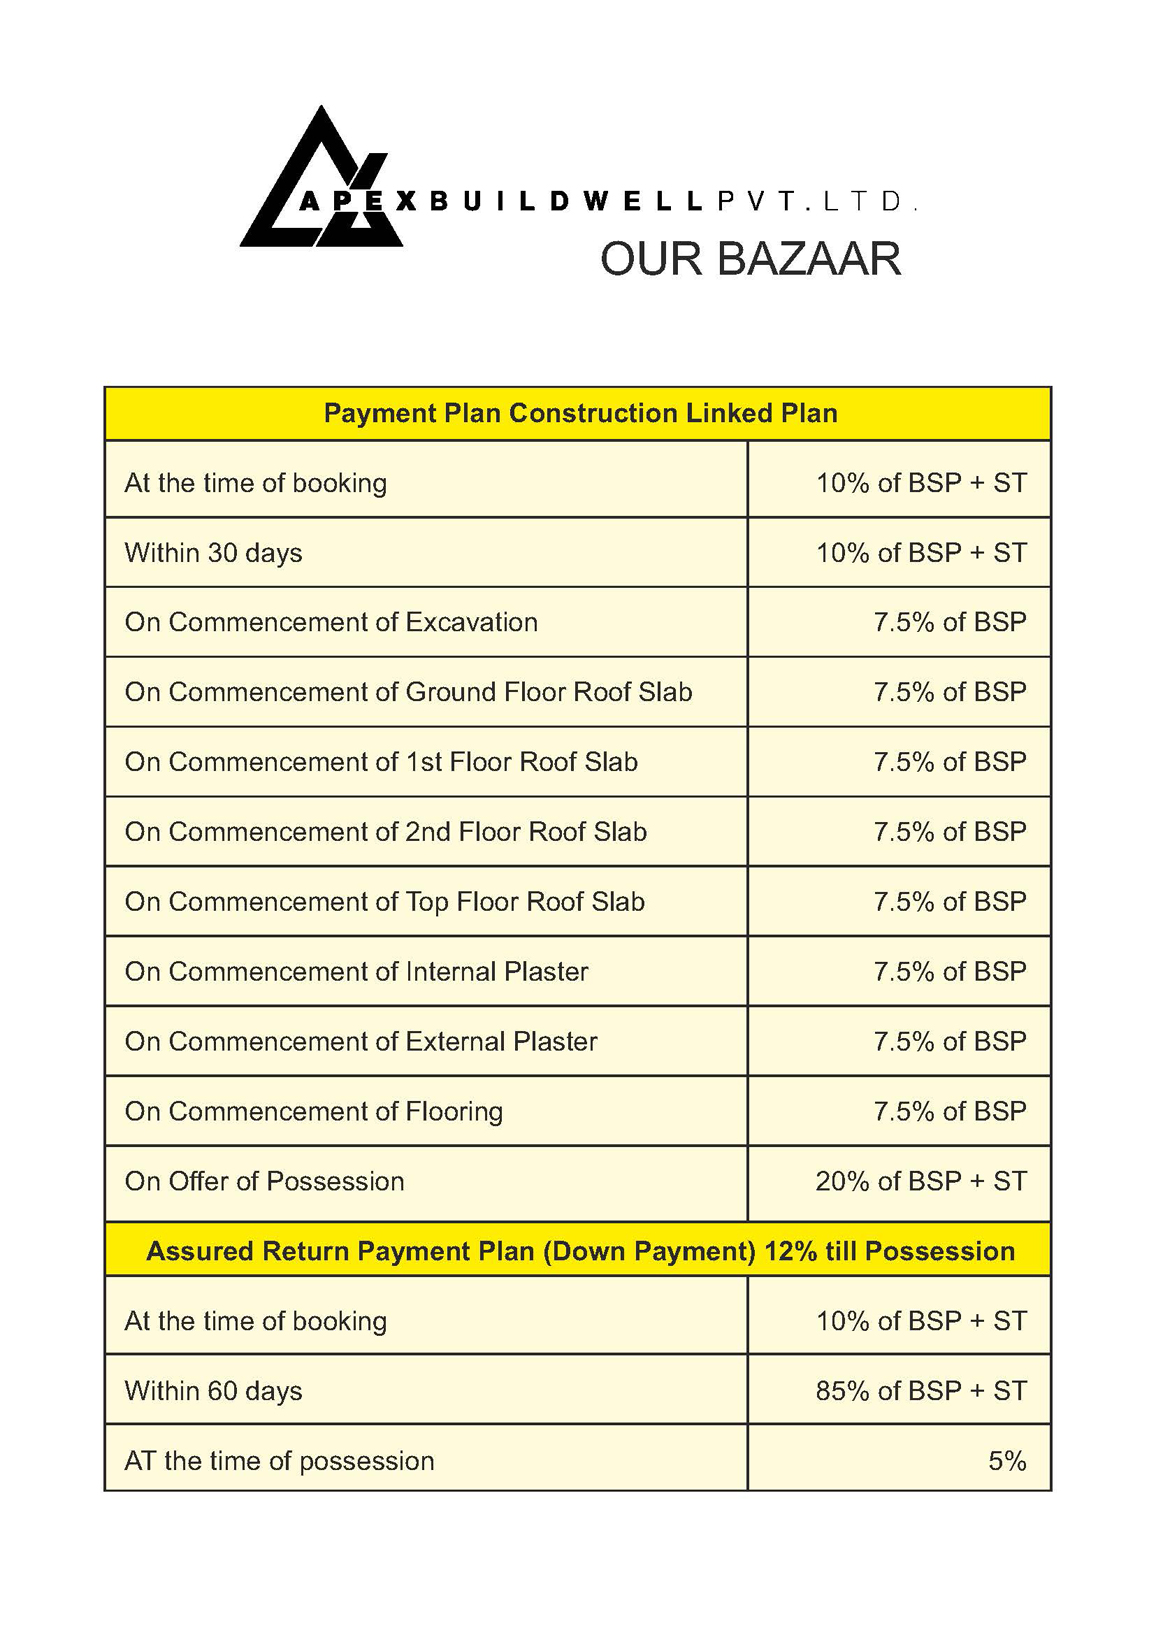 APEXBUILDWELLPVT.LTD.
OUR BAZAAR
Payment Plan Construction Linked Plan
At the time of booking 10% of BSP + ST
Within 30 days 10% of BSP + ST
On Commencement of Excavation 7.5% of BSP
On Commencement of Ground Floor Roof Slab 7.5% of BSP
On Commencement of 1st Floor Roof Slab 7.5% of BSP
On Commencement of 2nd Floor Roof Slab 7.5% of BSP
On Commencement of Top Floor Roof Slab 7.5% of BSP
On Commencement of Internal Plaster 7.5% of BSP
On Commencement of External Plaster 7.5% of BSP
On Commencement of Flooring 7.5% of BSP
On Offer of Possession 20% of BSP + ST
Assured Return Payment Plan (Down Payment) 12% till Possession
At the time of booking 10% of BSP + ST
Within 60 days 85% of BSP + ST
AT the time of possession 5%